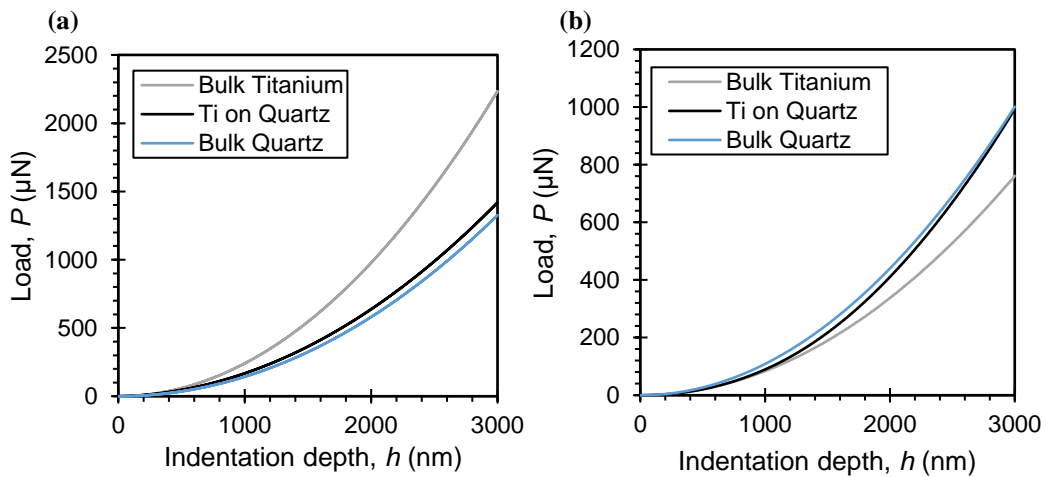 (a)
2500
2000
1500
1000
500
0
Load, P (µN)
Bulk Titanium
Ti on Quartz
Bulk Quartz
0 1000 2000 3000
Indentation depth, h (nm)
(b)
1200
1000
800
600
400
200
0
Load, P (µN)
Bulk Titanium
Ti on Quartz
Bulk Quartz
0 1000 2000 3000
Indentation depth, h (nm)